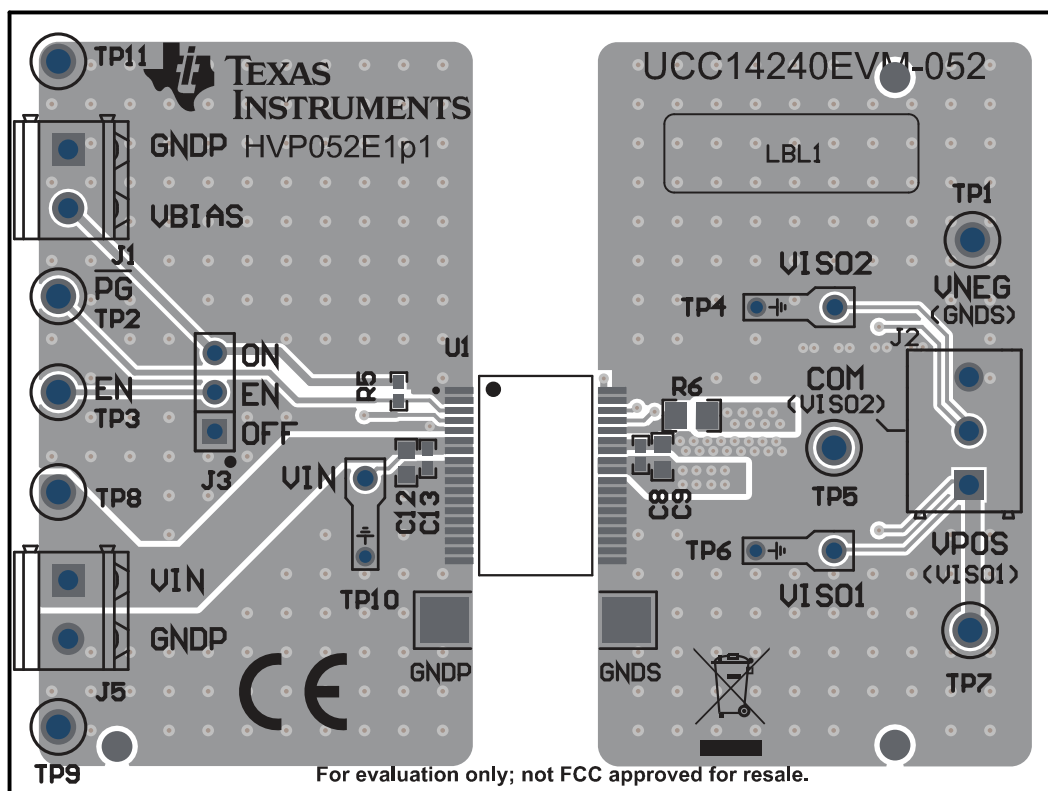 TP11
TEXAS
INSTRUMENTS
UCC14240EVM-052
GNDP
HVP052E1p1
LBL1
VBIAS
TP1
J1
VISO2
PG
TP4
VNEG
(GNDS)
TP2
J2
ON
U1
R5
COM
(VISO2)
R6
EN
EN
TP3
OFF
J3
VIN
C12
C13
C8
C9
TP8
TP5
TP6
VPOS
(VISO1)
VIN
TP10
VISO1
GNDP
GNDP
GNDS
J5
TP7
CE
TP9
For evaluation only; not FCC approved for resale.